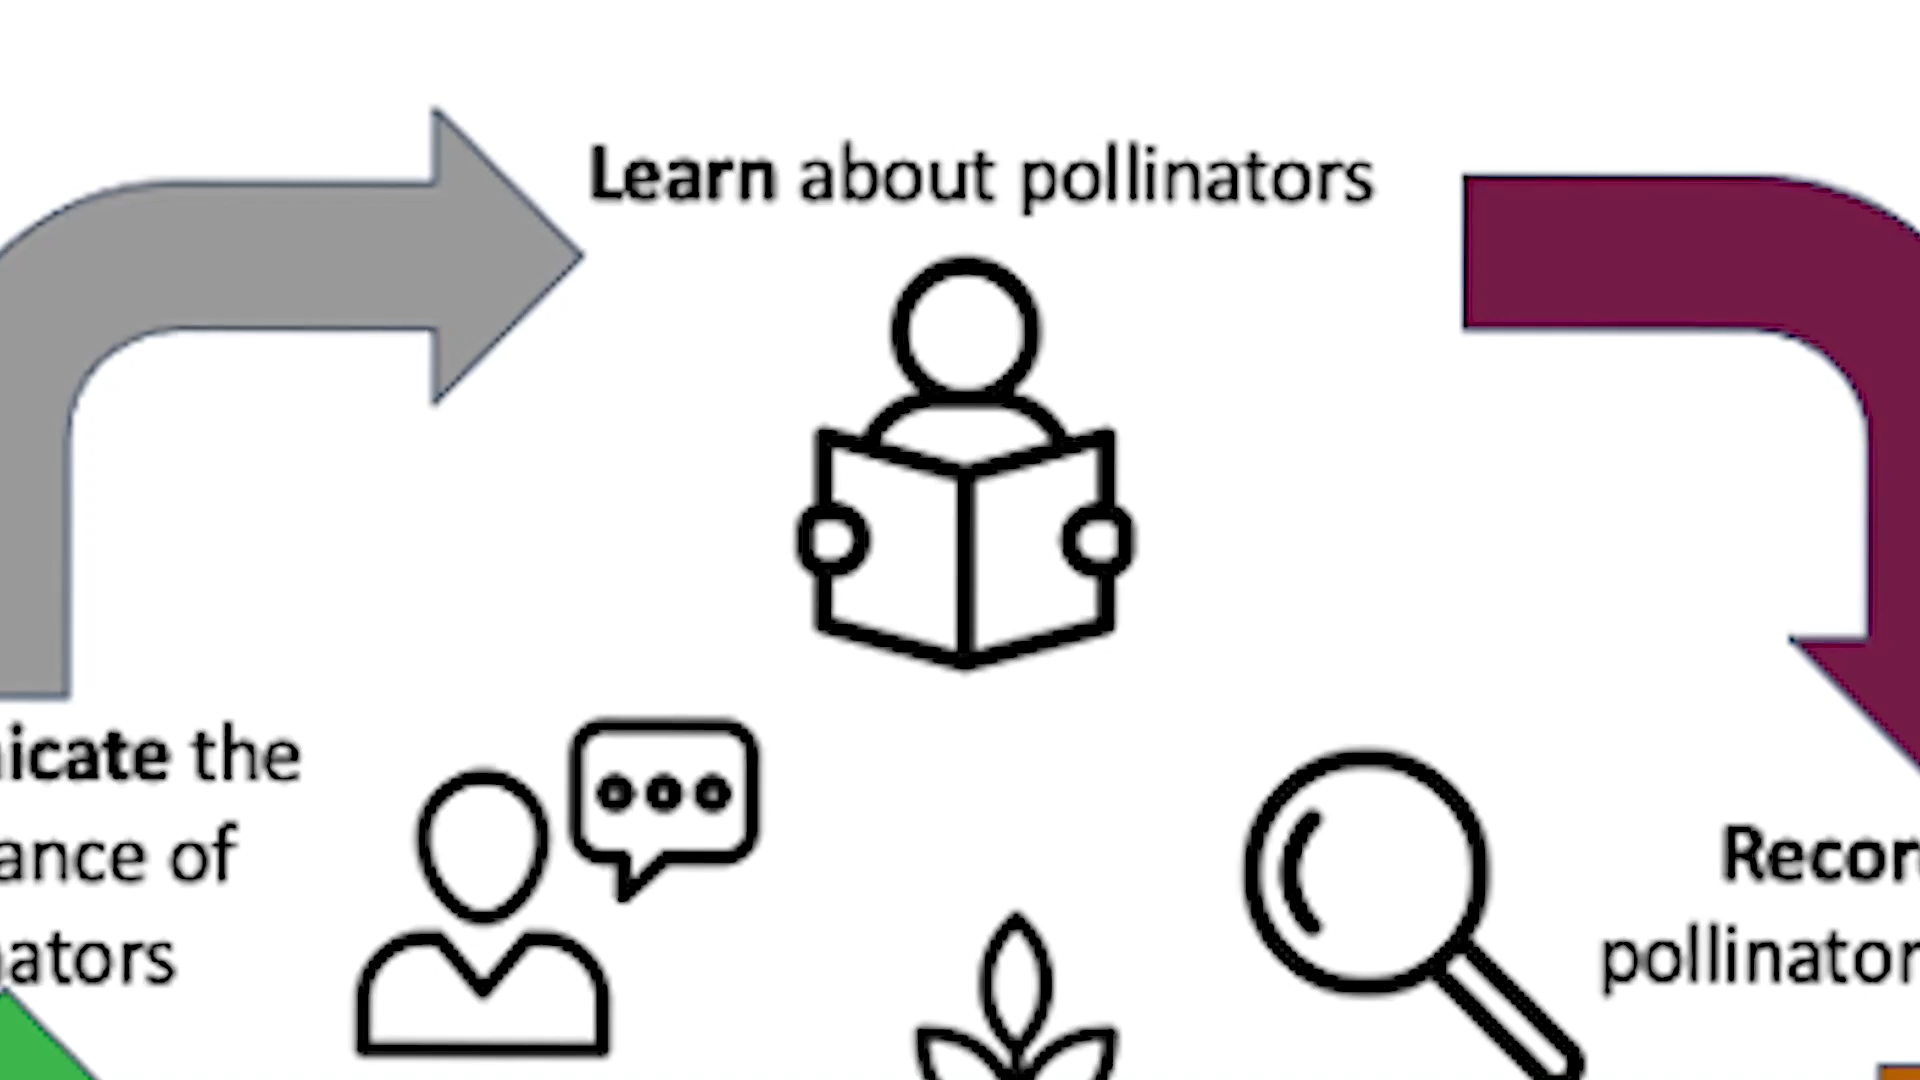 Learn about pollinators
icate the
ance of
ators
Recor
pollinator